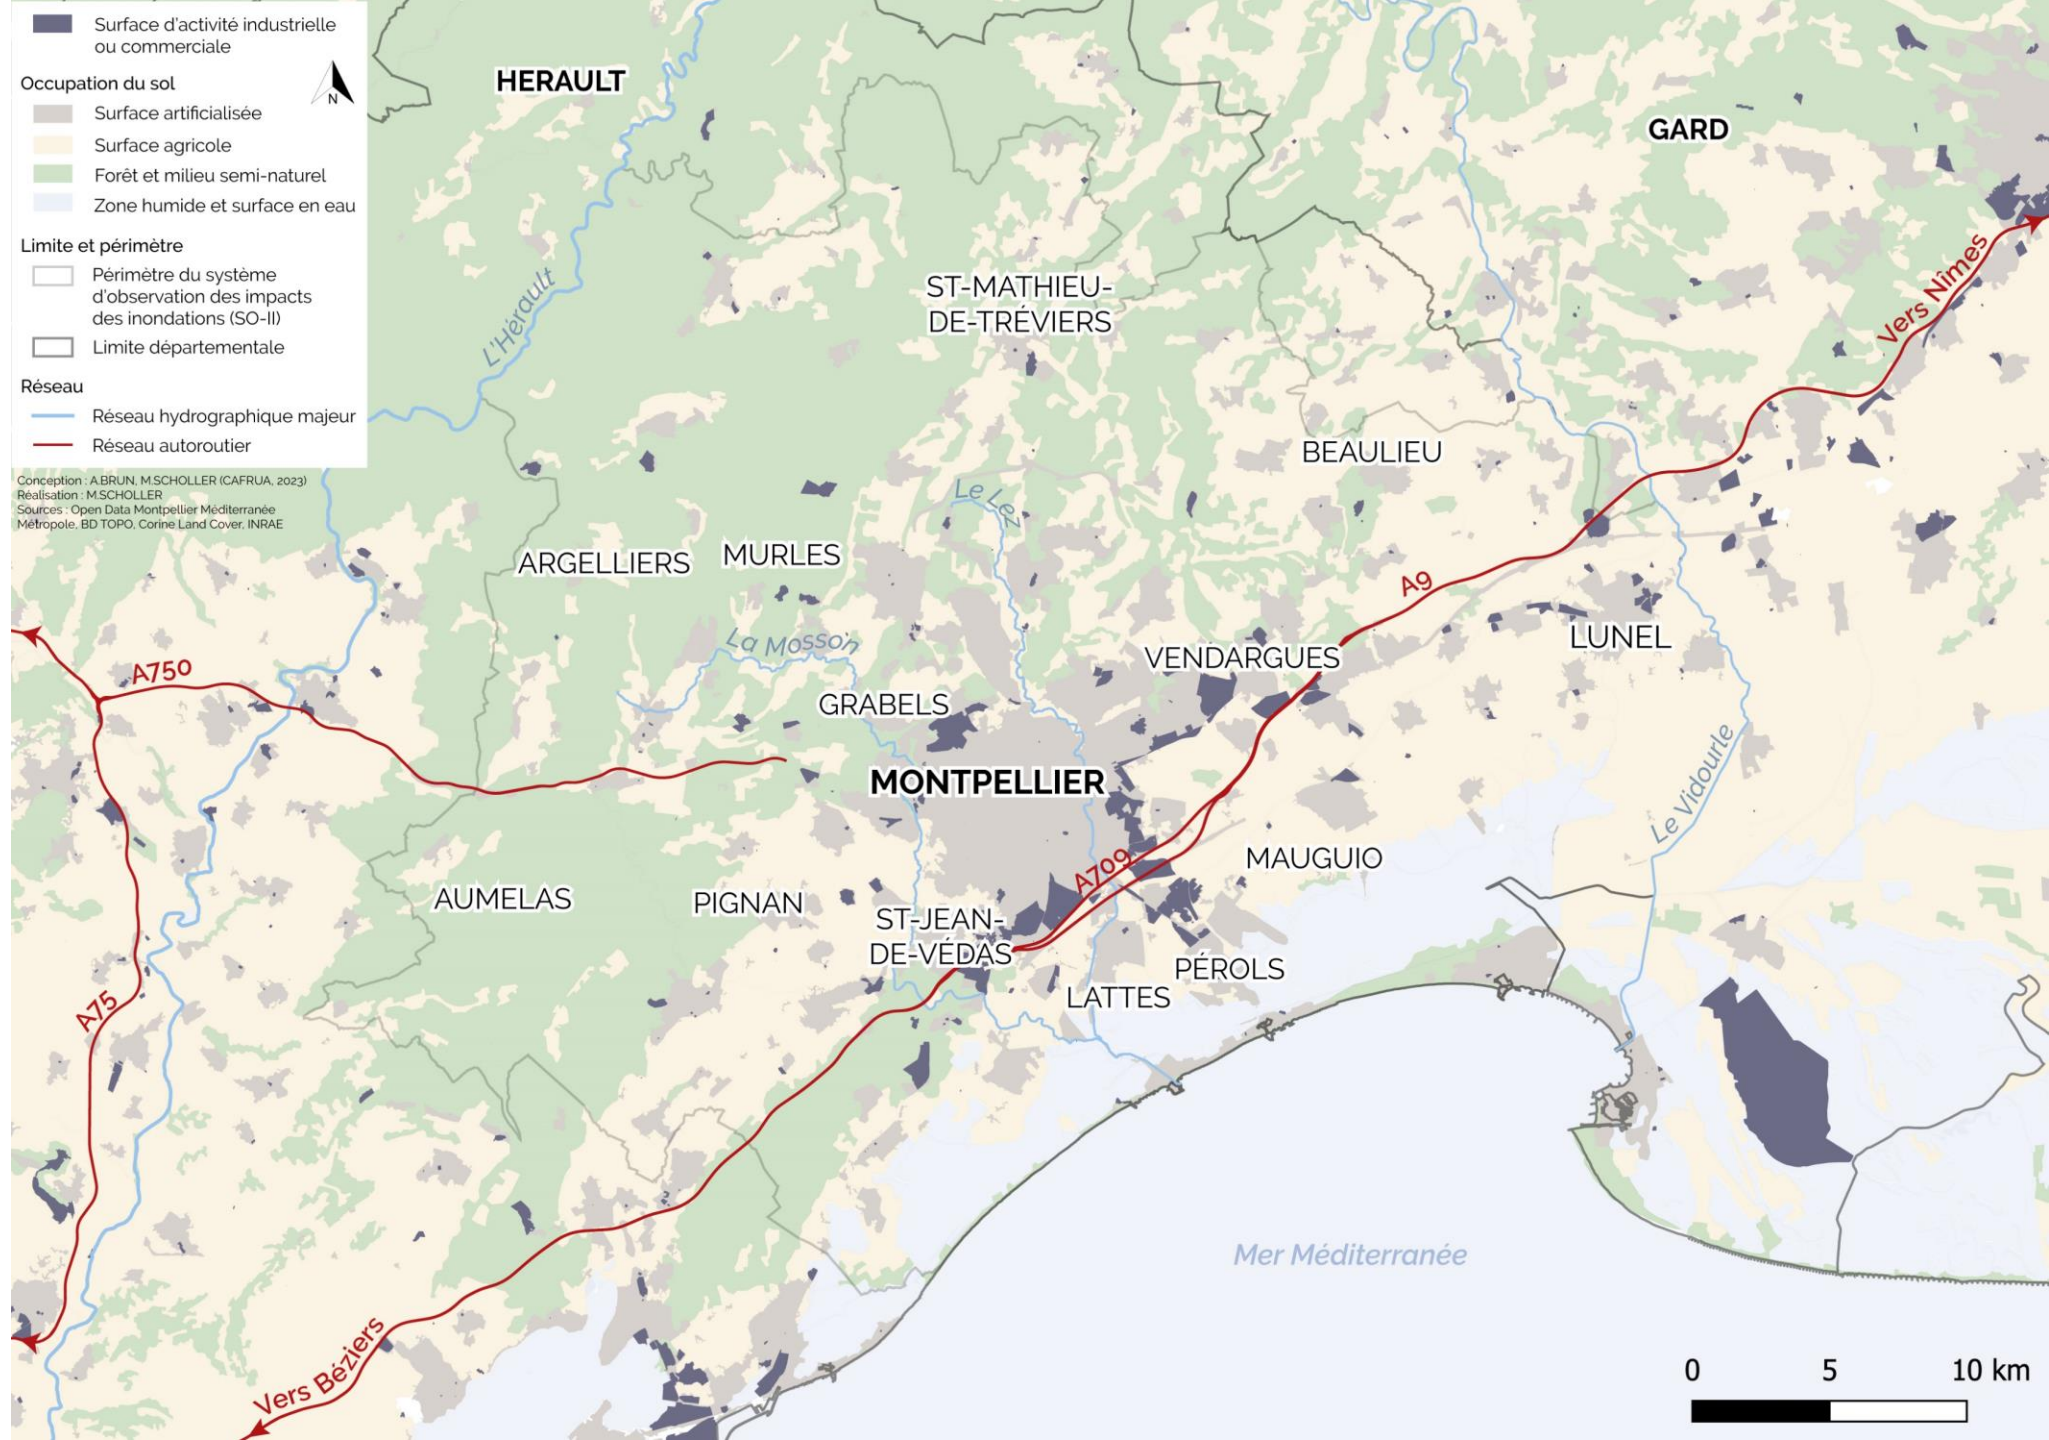 Surface d'activité industrielle
ou commerciale
Occupation du sol
N
Surface artificialisée
Surface agricole
Forêt et milieu semi-naturel
Zone humide et surface en eau
Limite et périmètre
Périmètre du système
d'observation des impacts
des inondations (SO-II)
Limite départementale
Réseau
Réseau hydrographique majeur
Réseau autoroutier
Conception : A.BRUN, M.SCHOLLER (CAFRUA, 2023)
Réalisation : M.SCHOLLER
Sources : Open Data Montpellier Méditerranée
Métropole, BD TOPO, Corine Land Cover, INRAE
HERAULT
GARD
L'Hérault
Vers Nîmes
ST-MATHIEU-
DE-TRÉVIERS
BEAULIEU
Le Lez
ARGELLIERS
MURLES
A9
La Mosson
LUNEL
VENDARGUES
A750
GRABELS
MONTPELLIER
Le Vidourle
A709
MAUGUIO
AUMELAS
PIGNAN
ST-JEAN-
DE-VÉDAS
PÉROLS
LATTES
A75
Mer Méditerranée
Vers Béziers
0 5 10 km